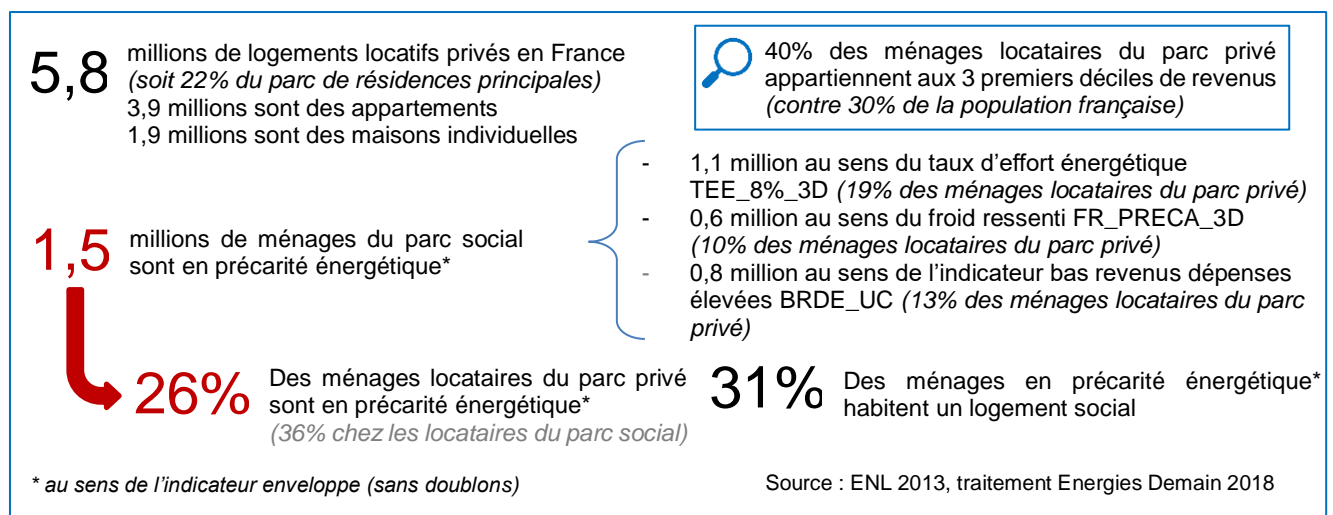 5,8
millions de logements locatifs privés en France
(soit 22% du parc de résidences principales)
3,9 millions sont des appartements
1,9 millions sont des maisons individuelles
40% des ménages locataires du parc privé
appartiennent aux 3 premiers déciles de revenus
(contre 30% de la population française)
1,5
millions de ménages du parc social
sont en précarité énergétique*
- 1,1 million au sens du taux d’effort énergétique
TEE_8%_3D (19% des ménages locataires du parc privé)
- 0,6 million au sens du froid ressenti FR_PRECA_3D
(10% des ménages locataires du parc privé)
- 0,8 million au sens de l’indicateur bas revenus dépenses
élevées BRDE_UC (13% des ménages locataires du parc
privé)
26%
Des ménages locataires du parc privé
sont en précarité énergétique*
(36% chez les locataires du parc social)
31%
Des ménages en précarité énergétique*
habitent un logement social
* au sens de l’indicateur enveloppe (sans doublons)
Source : ENL 2013, traitement Energies Demain 2018